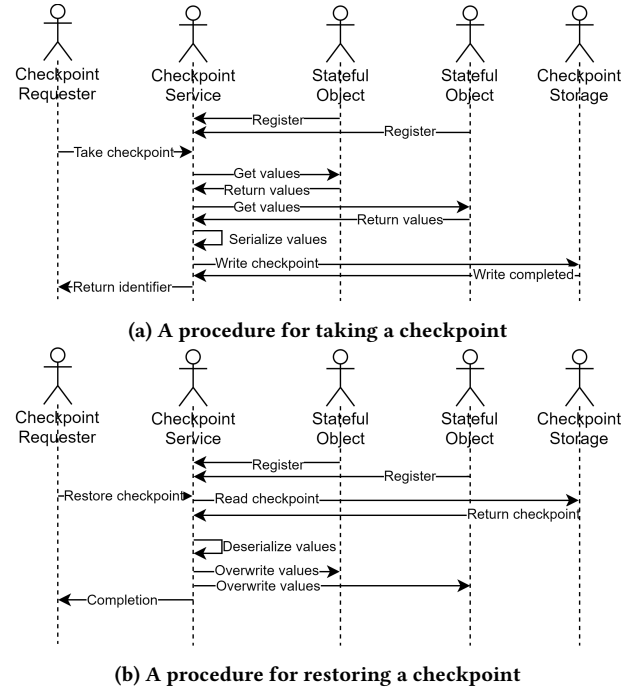 Checkpoint Requester
Checkpoint Service
Stateful Object
Stateful Object
Checkpoint Storage
Register
Register
Take checkpoint
Get values
Return values
Get values
Return values
Serialize values
Write checkpoint
Write completed
Return identifier
(a) A procedure for taking a checkpoint
Checkpoint Requester
Checkpoint Service
Stateful Object
Stateful Object
Checkpoint Storage
Register
Register
Restore checkpoint
Read checkpoint
Return checkpoint
Deserialize values
Overwrite values
Overwrite values
Completion
(b) A procedure for restoring a checkpoint